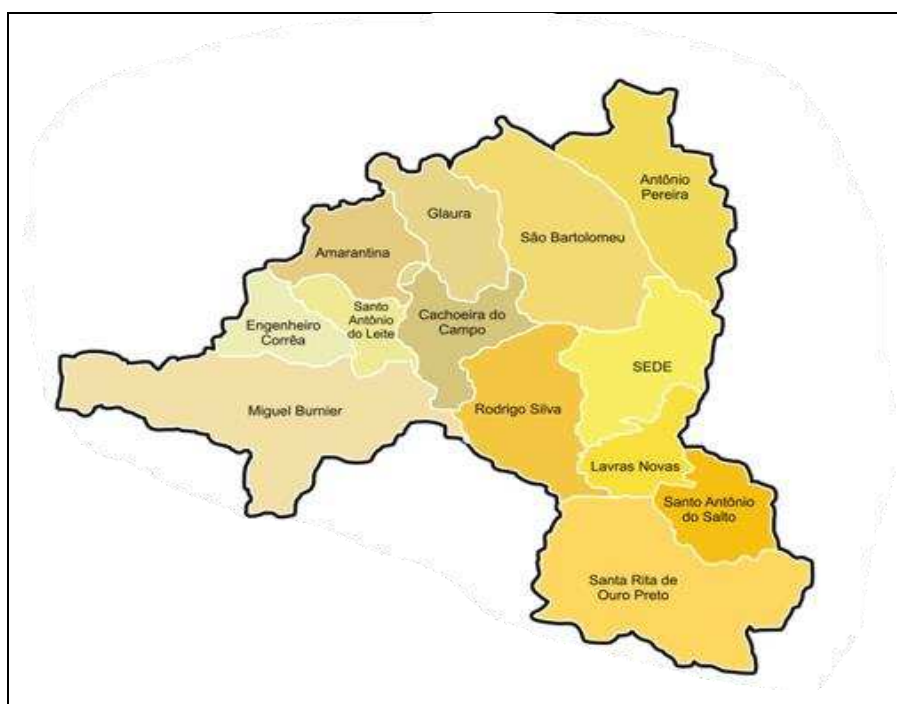 Antônio
Pereira
Glaura
São Bartolomeu
Amarantina
Santo
Antônio
do Leite
Cachoeira do
Campo
Engenheiro
Corrêa
SEDE
Miguel Burnier
Rodrigo Silva
Lavras Novas
Santo Antônio
do Salto
Santa Rita de
Ouro Preto